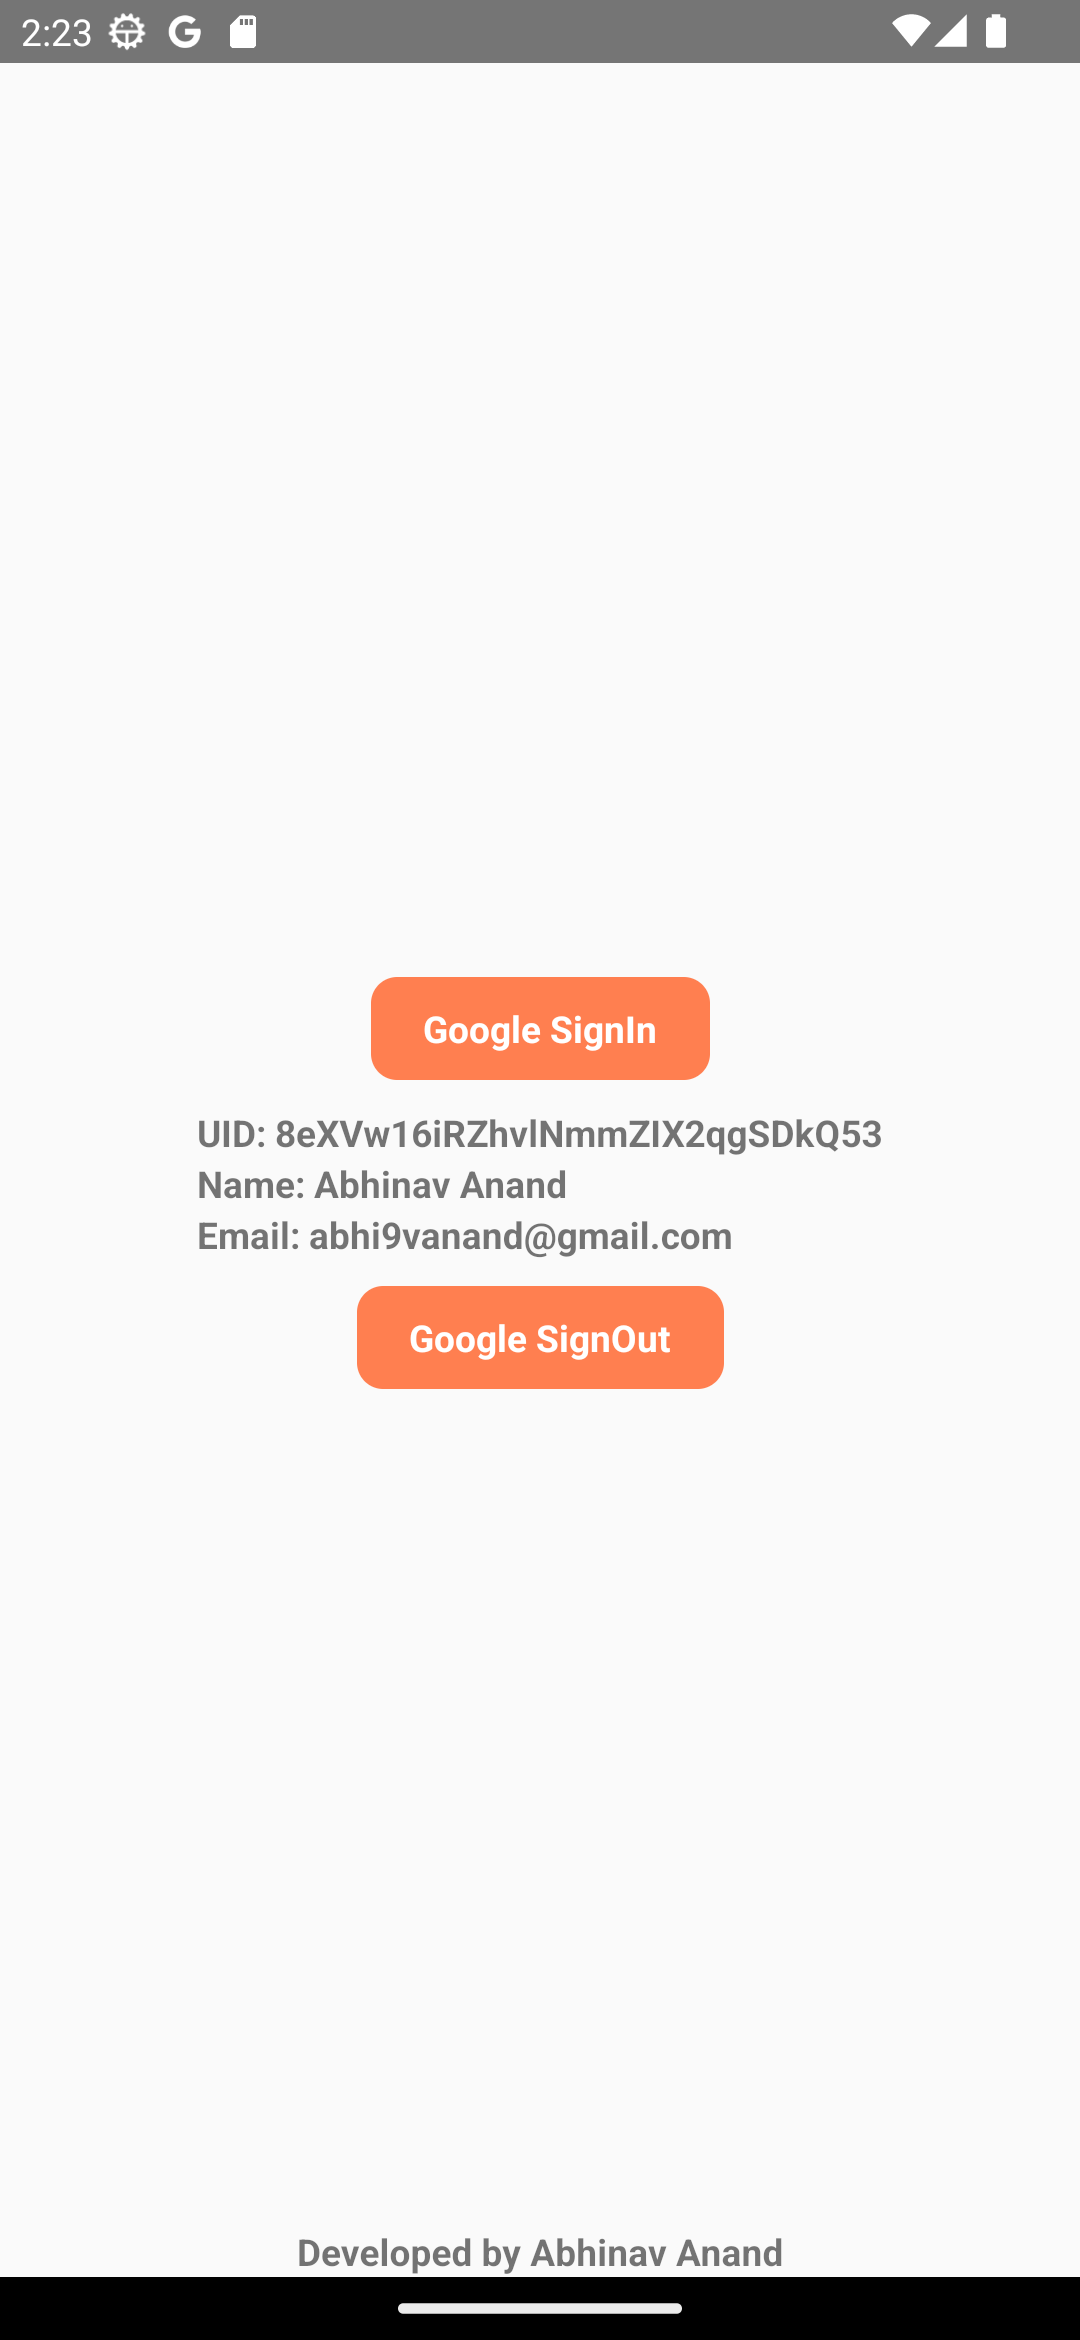 2:23
Google SignIn
UID: 8eXVw16iRZhvlNmmZIX2qgSDkQ53
Name: Abhinav Anand
Email: abhi9vanand@gmail.com
Google SignOut
Developed by Abhinav Anand